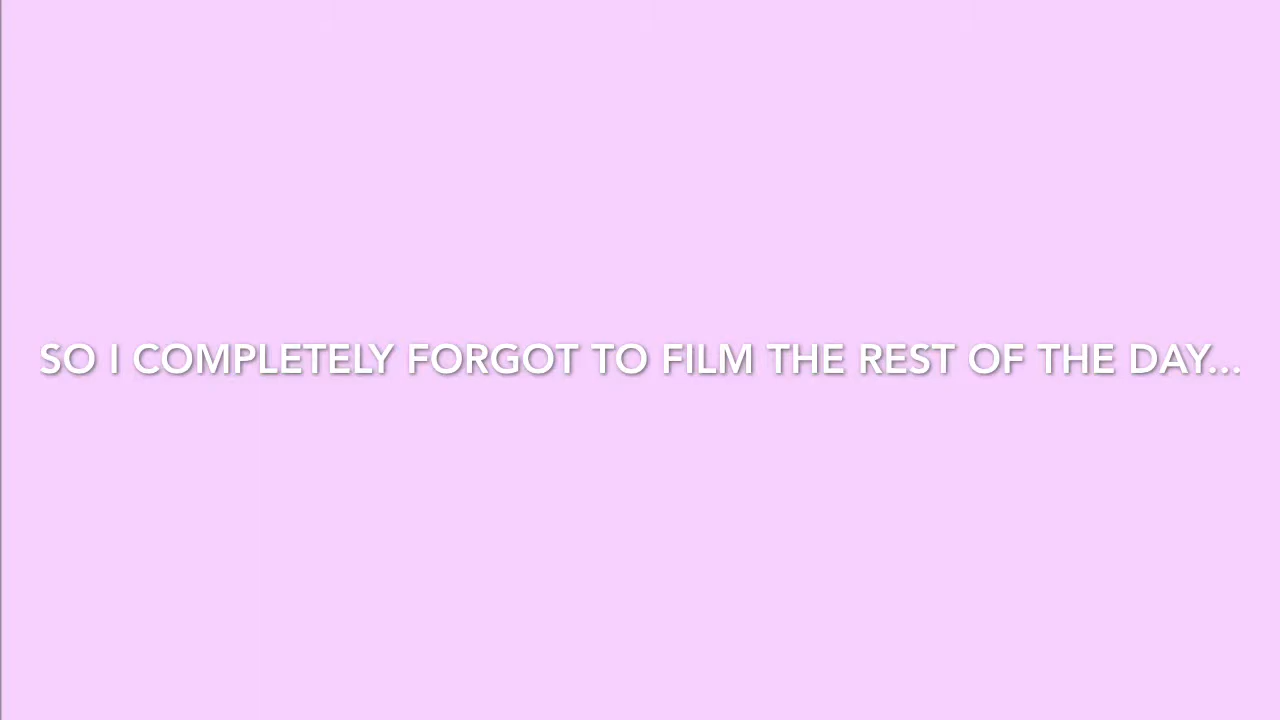 SO I COMPLETELY FORGOT TO FILM THE REST OF THE DAY...